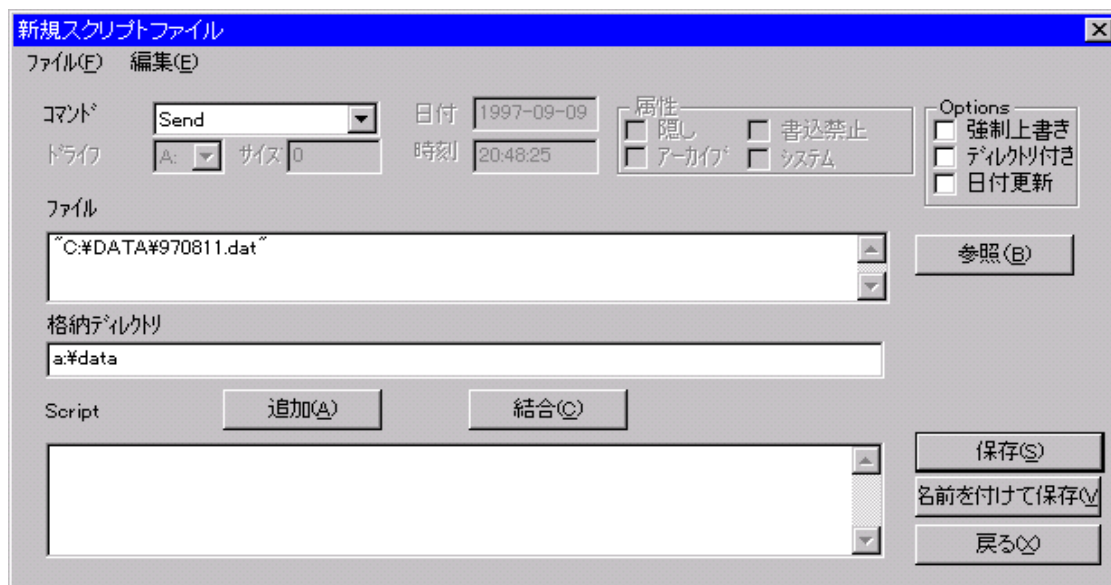 新規スクリプトファイル
ファイル(F) 編集(E)
コマンド Send 日付 1997-09-09 属性 Options
隠し 書込禁止 強制上書き
ドライブ A: サイズ 0 時刻 20:48:25 アーカイブ システム ディレクトリ付き
日付更新
ファイル
"C:¥DATA¥970811.dat"
参照(B)
格納ディレクトリ
a:¥data
Script 追加(A) 結合(C)
保存(S)
名前を付けて保存(V
戻る(X)